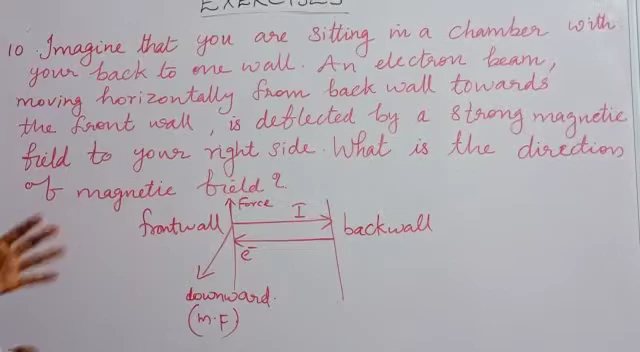 EXERCISES
10. Imagine that you are sitting in a chamber with
your back to one wall. An electron beam,
moving horizontally from back wall towards
the front wall, is deflected by a strong magnetic
field to your right side. What is the direction
of magnetic field?
Force
I
frontwall
backwall
e-
downward.
(M.F)